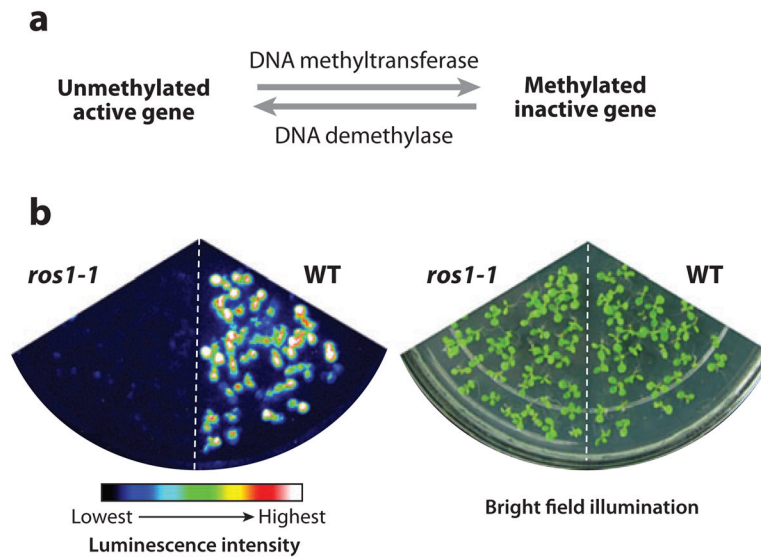 a
Unmethylated
active gene
DNA methyltransferase
DNA demethylase
Methylated
inactive gene
b
ros1-1
WT
ros1-1
WT
Lowest
Highest
Luminescence intensity
Bright field illumination